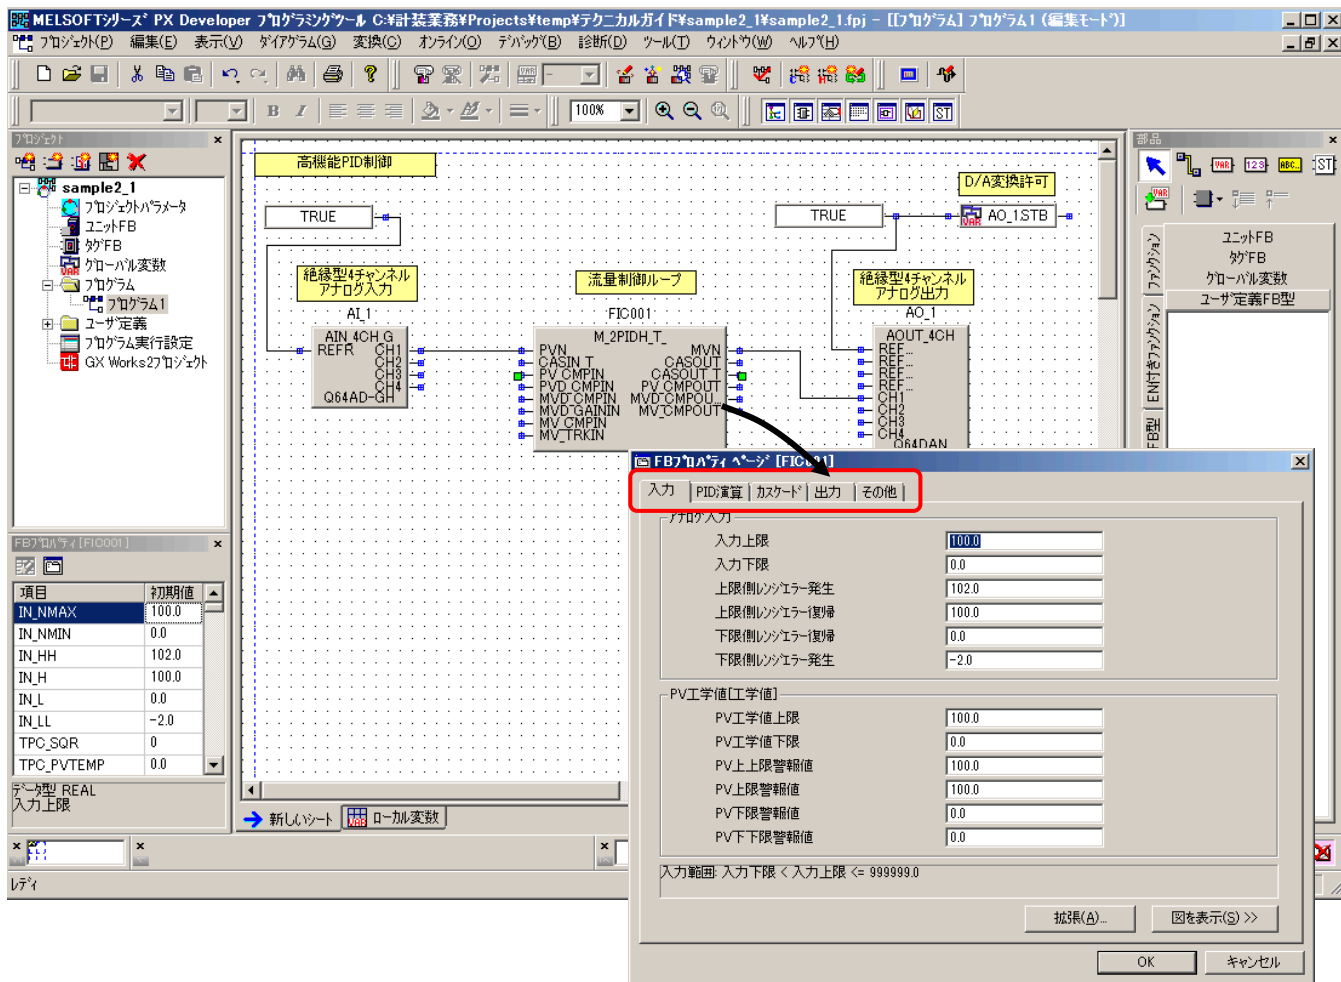 MELSOFTｼﾘｰｽﾞ PX Developer ﾌﾟﾛｸﾞﾗﾐﾝｸﾞﾂｰﾙ C:¥計装業務¥Projects¥temp¥テクニカルガイド¥sample2_1¥sample2_1.fpj - [[ﾌﾟﾛｸﾞﾗﾑ] ﾌﾟﾛｸﾞﾗﾑ1 (編集ﾓｰﾄﾞ)]
ﾌﾟﾛｼﾞｪｸﾄ(P) 編集(E) 表示(V) ﾀﾞｲｱｸﾞﾗﾑ(G) 変換(C) ｵﾝﾗｲﾝ(O) ﾃﾞﾊﾞｯｸﾞ(B) 診断(D) ﾂｰﾙ(T) ｳｨﾝﾄﾞｳ(W) ﾍﾙﾌﾟ(H)
100%
ST
ﾌﾟﾛｼﾞｪｸﾄ
sample2_1
ﾌﾟﾛｼﾞｪｸﾄﾊﾟﾗﾒｰﾀ
ﾕﾆｯﾄFB
ﾀｸﾞFB
ｸﾞﾛｰﾊﾞﾙ変数
ﾌﾟﾛｸﾞﾗﾑ
ﾌﾟﾛｸﾞﾗﾑ1
ﾕｰｻﾞ定義
ﾌﾟﾛｸﾞﾗﾑ実行設定
GX Works2ﾌﾟﾛｼﾞｪｸﾄ
FBﾌﾟﾛﾊﾟﾃｨ [FIC001]
項目 初期値
IN_NMAX 100.0
IN_NMIN 0.0
IN_HH 102.0
IN_H 100.0
IN_L 0.0
IN_LL -2.0
TPC_SQR 0
TPC_PVTEMP 0.0
ﾃﾞｰﾀ型 REAL
入力上限
高機能PID制御
D/A変換許可
TRUE
TRUE
AO_1.STB
絶縁型4チャンネル
アナログ入力
流量制御ループ
絶縁型4チャンネル
アナログ出力
AI_1
AIN_4CH_G
REFR CH1
CH2
CH3
CH4
Q64AD-GH
FIC001
M_2PIDH_T_
PVN MVN
CASIN_T CASOUT
PV_CMPIN CASOUT_T
PVD_CMPIN PV_CMPOUT
MVD_CMPIN MVD_CMPOU...
MVD_GAININ MV_CMPOUT
MV_CMPIN
MV_TRKIN
AO_1
AOUT_4CH
REF...
REF...
REF...
REF...
CH1
CH2
CH3
CH4
Q64DAN
新しいｼｰﾄ ﾛｰｶﾙ変数
部品
VAR 123 ABC.. ST
ﾕﾆｯﾄFB
ﾀｸﾞFB
ｸﾞﾛｰﾊﾞﾙ変数
ﾕｰｻﾞ定義FB型
ﾌｧﾝｸｼｮﾝ
EN付きﾌｧﾝｸｼｮﾝ
FB型
FBﾌﾟﾛﾊﾟﾃｨ ﾍﾟｰｼﾞ [FIC001]
入力 PID演算 ｶｽｹｰﾄﾞ 出力 その他
ｱﾅﾛｸﾞ入力
入力上限 100.0
入力下限 0.0
上限側ﾚﾝｼﾞｴﾗｰ発生 102.0
上限側ﾚﾝｼﾞｴﾗｰ復帰 100.0
下限側ﾚﾝｼﾞｴﾗｰ復帰 0.0
下限側ﾚﾝｼﾞｴﾗｰ発生 -2.0
PV工学値[工学値]
PV工学値上限 100.0
PV工学値下限 0.0
PV上上限警報値 100.0
PV上限警報値 100.0
PV下限警報値 0.0
PV下下限警報値 0.0
入力範囲: 入力下限 < 入力上限 <= 999999.0
拡張(A)... 図を表示(S) >>
OK キャンセル
ﾚﾃﾞｨ